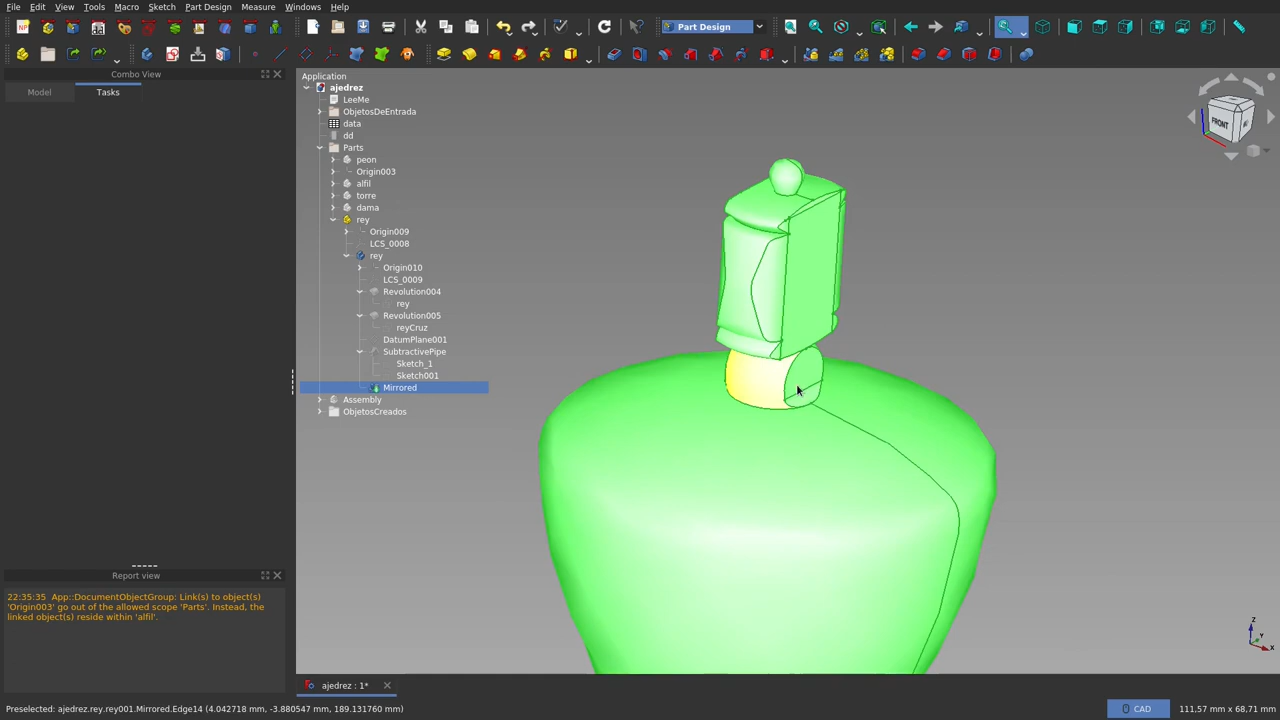 File Edit View Tools Macro Sketch Part Design Measure Windows Help
Part Design
Combo View
Model Tasks
Application
ajedrez
LeeMe
ObjetosDeEntrada
data
dd
Parts
peon
Origin003
alfil
torre
dama
rey
Origin009
LCS_0008
rey
Origin010
LCS_0009
Revolution004
rey
Revolution005
reyCruz
DatumPlane001
SubtractivePipe
Sketch_1
Sketch001
Mirrored
Assembly
ObjetosCreados
FRONT
Z
Y
X
Report view
22:35:35 App::DocumentObjectGroup: Link(s) to object(s)
'Origin003' go out of the allowed scope 'Parts'. Instead, the
linked object(s) reside within 'alfil'.
ajedrez : 1*
Preselected: ajedrez.rey.rey001.Mirrored.Edge14 (4.042718 mm, -3.880547 mm, 189.131760 mm)
CAD
111,57 mm x 68,71 mm